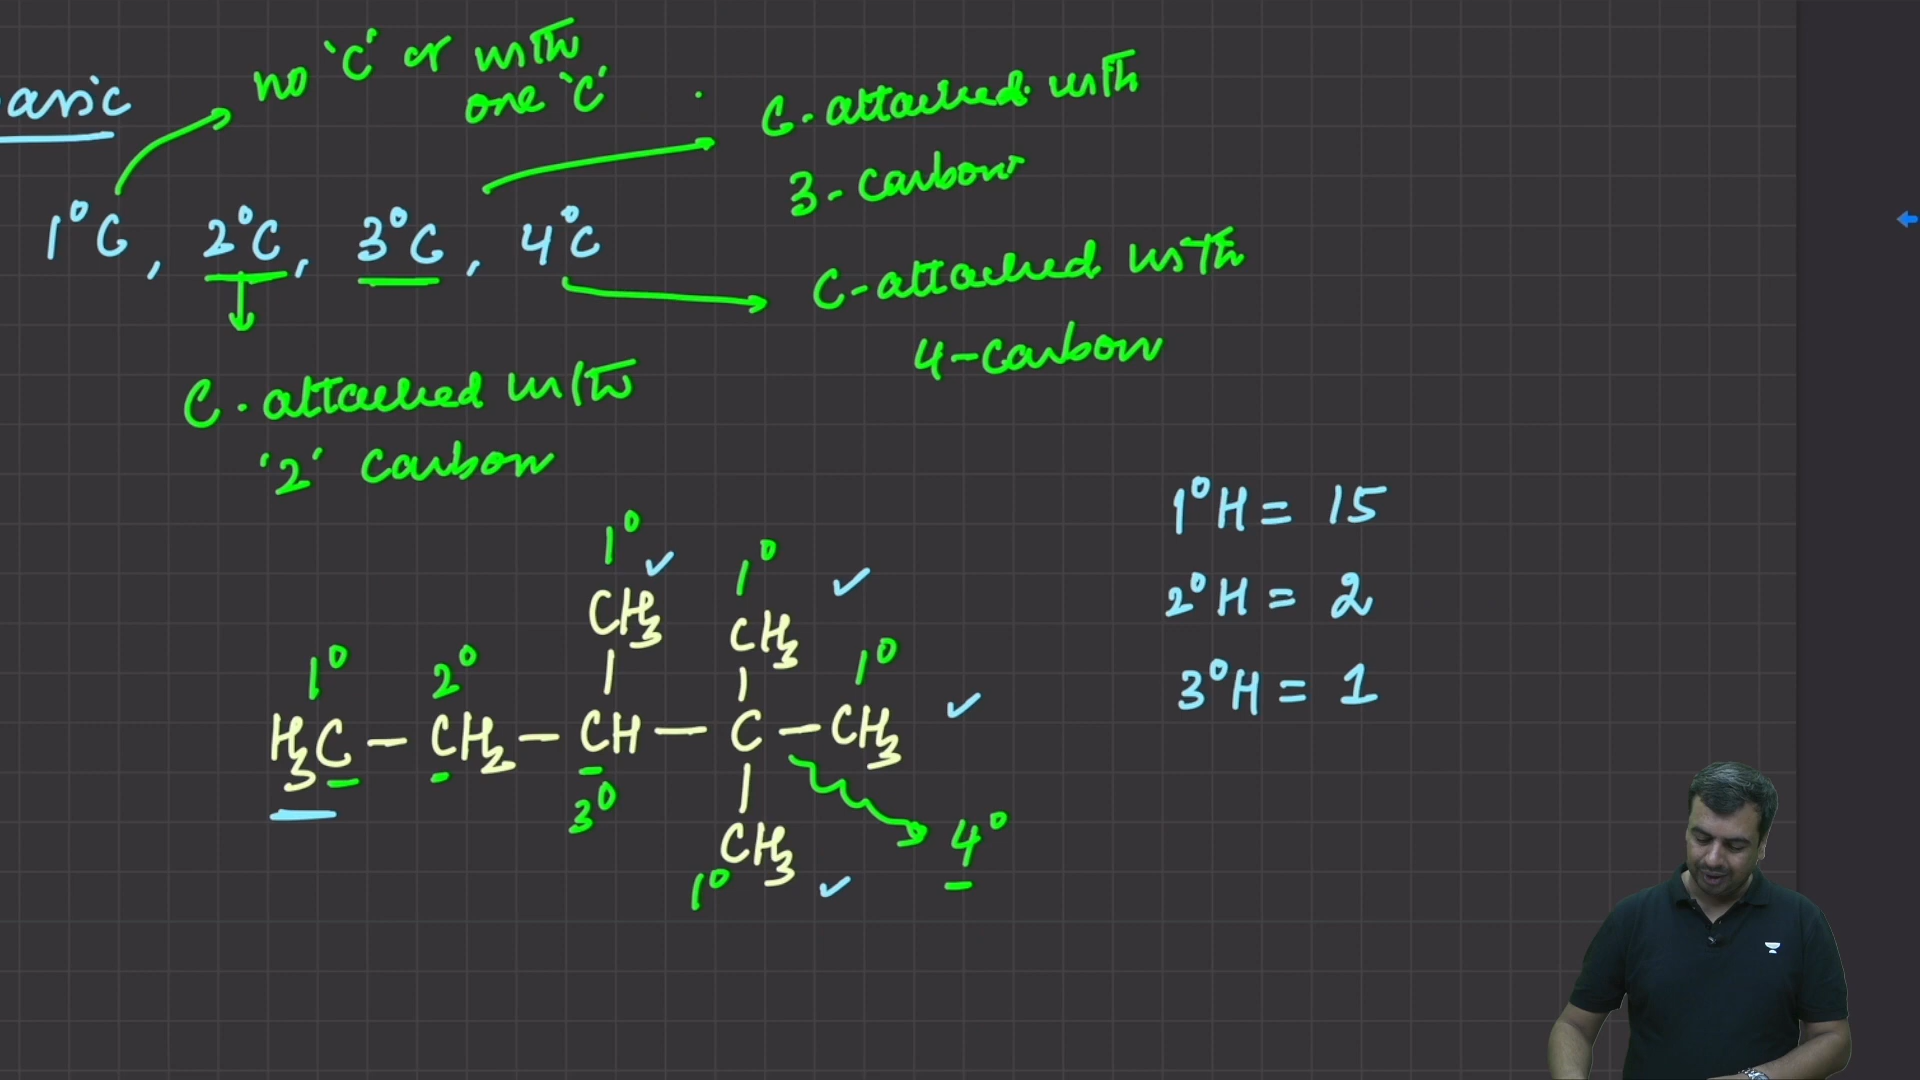 no 'C' or with
one 'C'
C-attached with
3-carbon
1°C, 2°C, 3°C, 4°C
C-attached with
4-carbon
C-attached with
'2' carbon
1°H = 15
2°H = 2
3°H = 1
1° ✓
1° ✓
CH3
CH3
1° 2° 1°
H3C – CH2 – CH – C – CH3 ✓
3° 4°
CH3
1° ✓